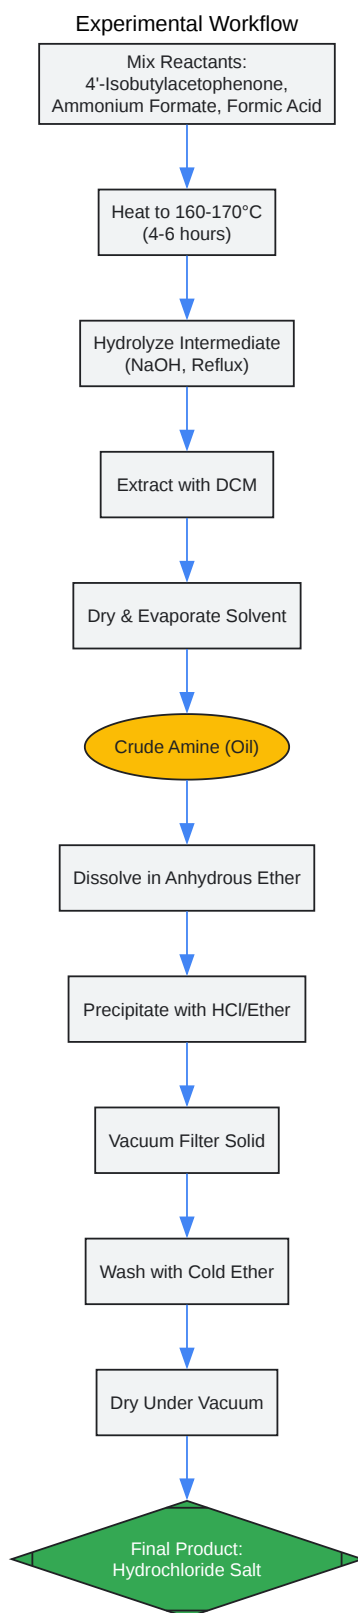 Experimental Workflow
Mix Reactants:
4'-Isobutylacetophenone,
Ammonium Formate, Formic Acid
Heat to 160-170°C
(4-6 hours)
Hydrolyze Intermediate
(NaOH, Reflux)
Extract with DCM
Dry & Evaporate Solvent
Crude Amine (Oil)
Dissolve in Anhydrous Ether
Precipitate with HCl/Ether
Vacuum Filter Solid
Wash with Cold Ether
Dry Under Vacuum
Final Product:
Hydrochloride Salt